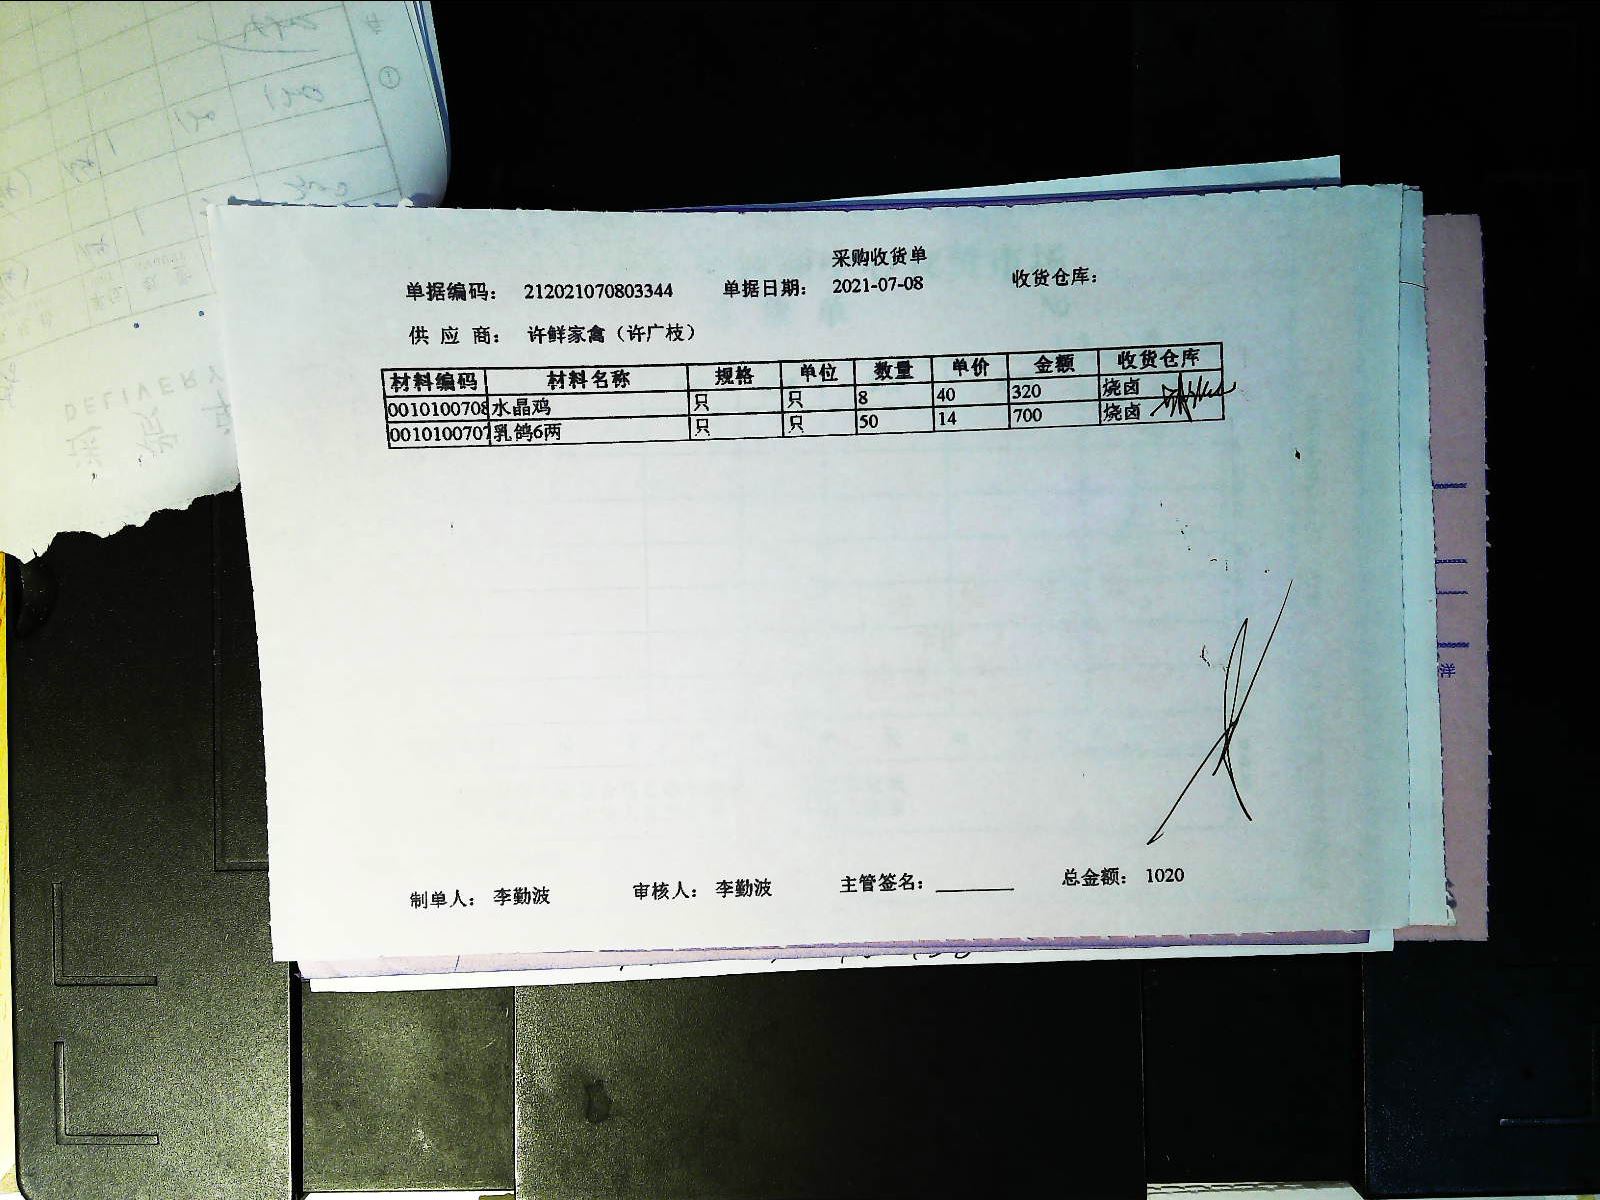 采购收货单
单据编码： 212021070803344 单据日期： 2021-07-08 收货仓库：
供 应 商： 许鲜家禽（许广枝）
材料编码 材料名称 规格 单位 数量 单价 金额 收货仓库
0010100708 水晶鸡 只 只 8 40 320 烧卤
0010100707 乳鸽6两 只 只 50 14 700 烧卤
制单人： 李勤波 审核人： 李勤波 主管签名： 总金额： 1020
DELIVERY